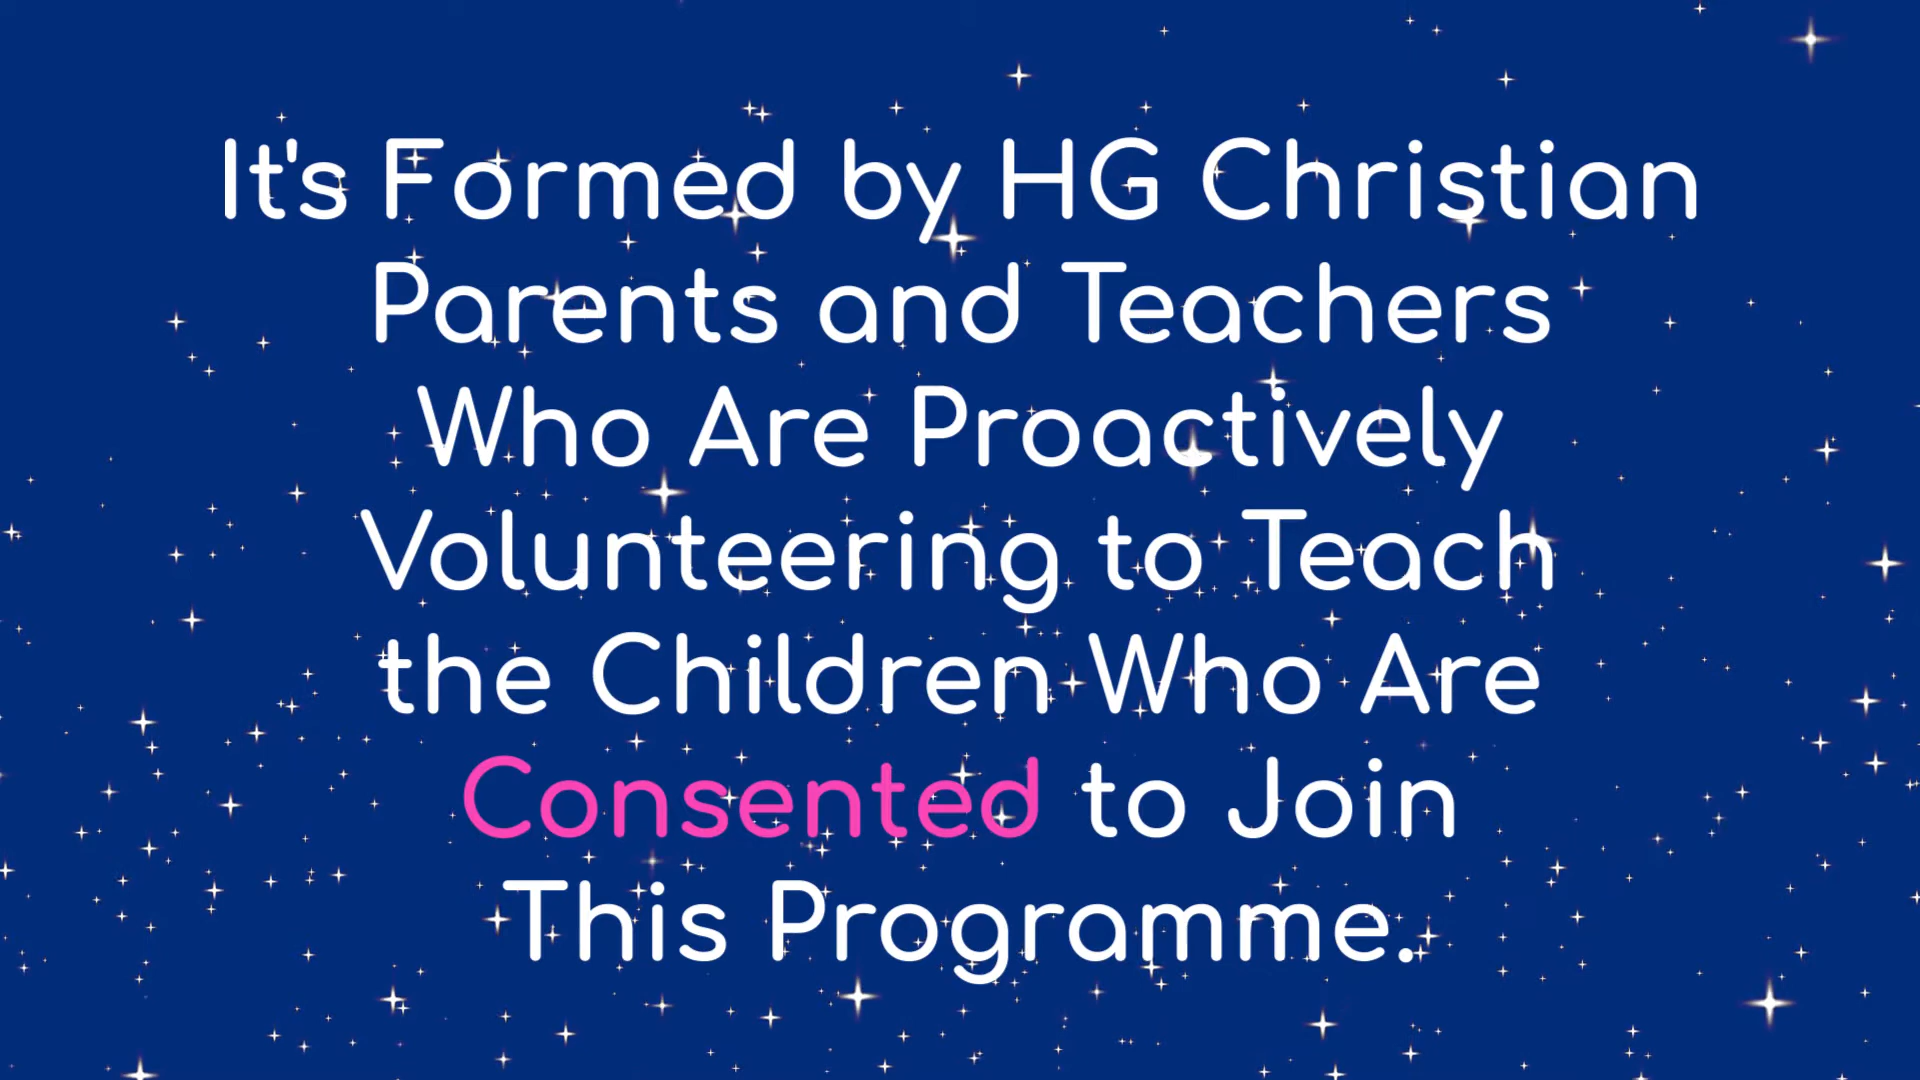 It's Formed by HG Christian
Parents and Teachers
Who Are Proactively
Volunteering to Teach
the Children Who Are
Consented to Join
This Programme.